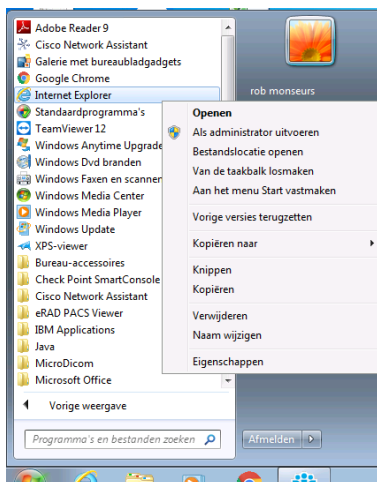 Adobe Reader 9
Cisco Network Assistant
Galerie met bureaubladgadgets
Google Chrome
Internet Explorer
Standaardprogramma's
TeamViewer 12
Windows Anytime Upgrade
Windows Dvd branden
Windows Faxen en scannen
Windows Media Center
Windows Media Player
Windows Update
XPS-viewer
Bureau-accessoires
Check Point SmartConsole
Cisco Network Assistant
eRAD PACS Viewer
IBM Applications
Java
MicroDicom
Microsoft Office
Vorige weergave
Programma's en bestanden zoeken
rob monseurs
Openen
Als administrator uitvoeren
Bestandslocatie openen
Van de taakbalk losmaken
Aan het menu Start vastmaken
Vorige versies terugzetten
Kopiëren naar
Knippen
Kopiëren
Verwijderen
Naam wijzigen
Eigenschappen
Afmelden